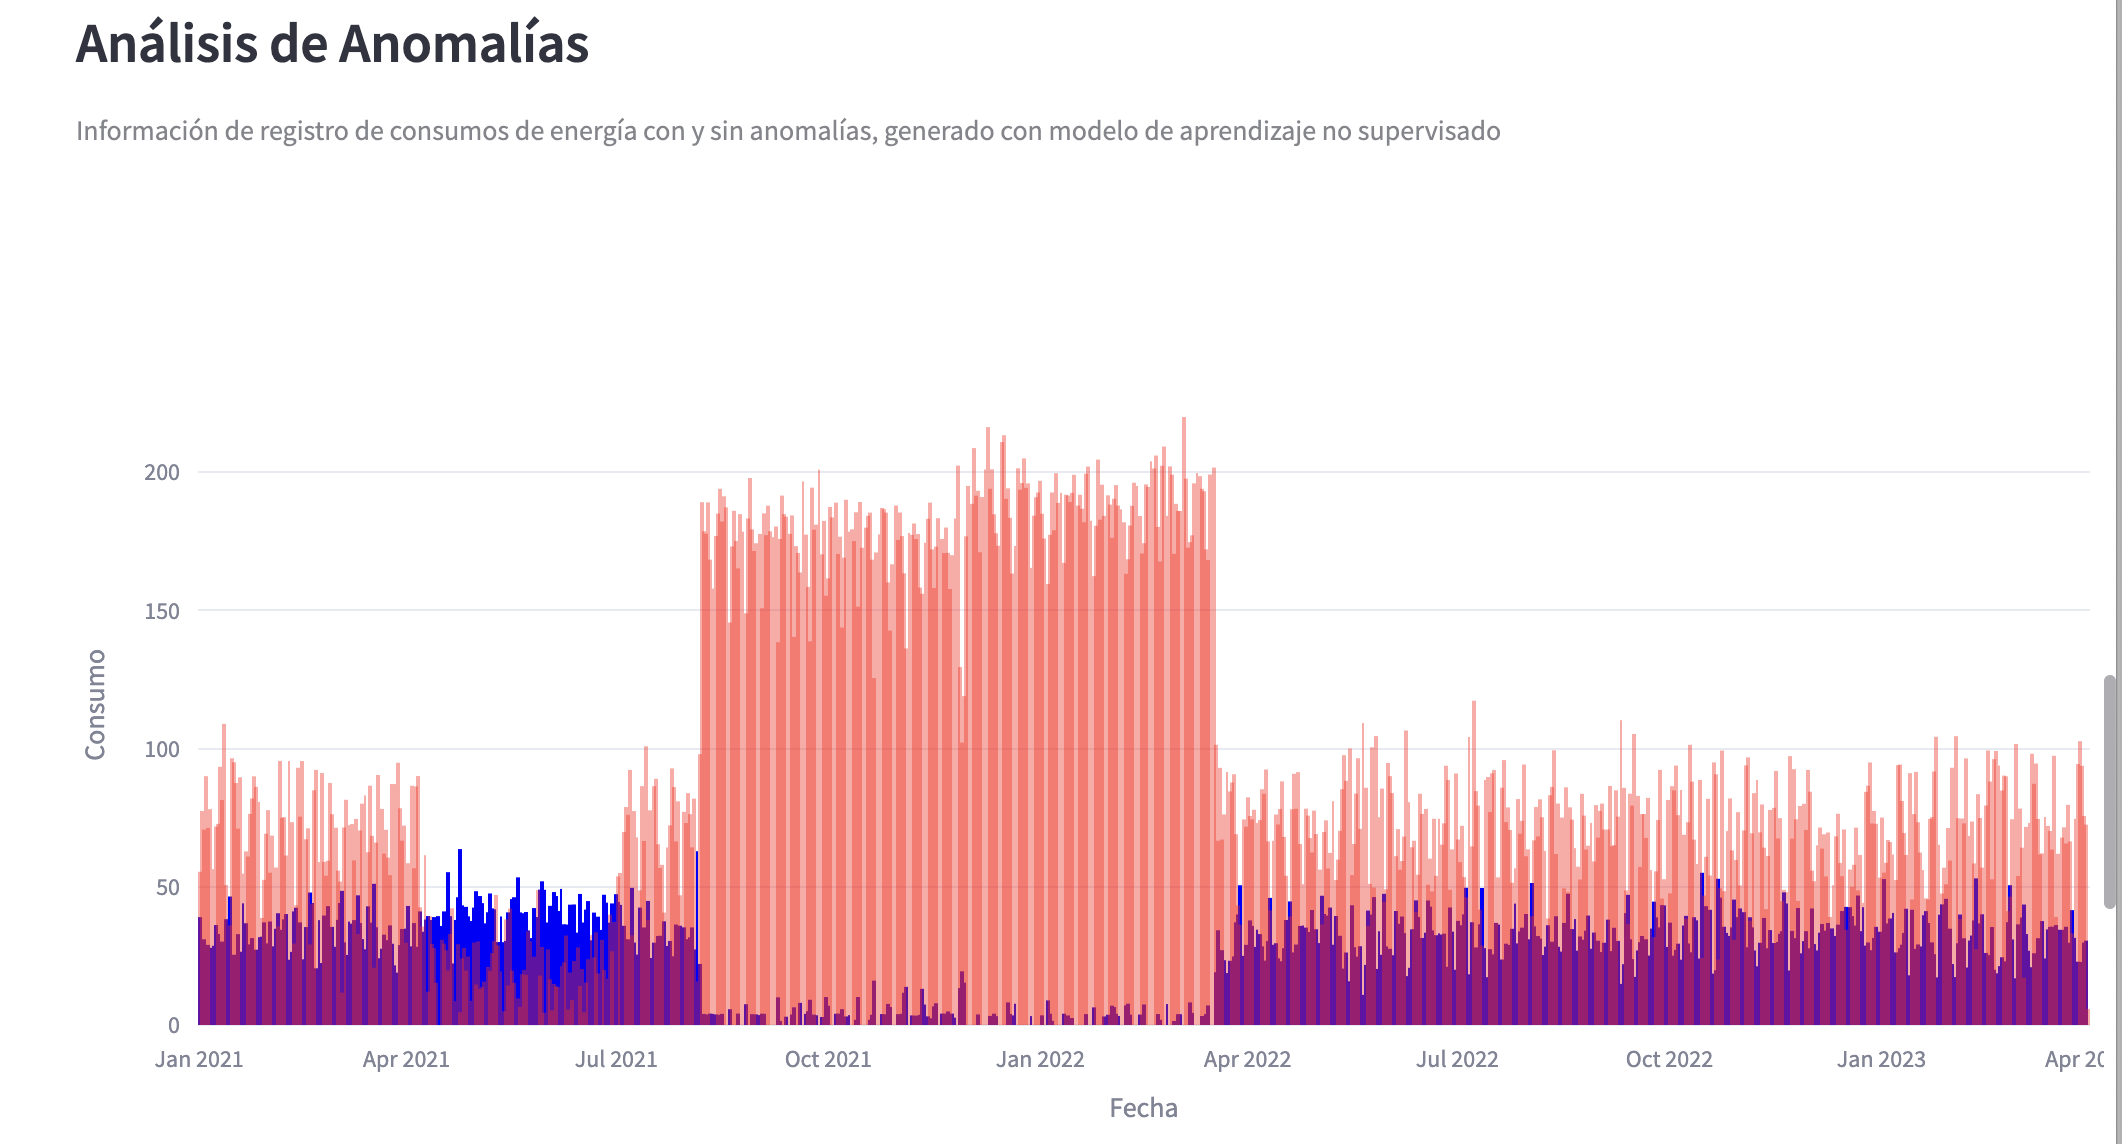 Análisis de Anomalías
Información de registro de consumos de energía con y sin anomalías, generado con modelo de aprendizaje no supervisado
200
150
100
50
0
Consumo
Jan 2021 Apr 2021 Jul 2021 Oct 2021 Jan 2022 Apr 2022 Jul 2022 Oct 2022 Jan 2023 Apr 20
Fecha